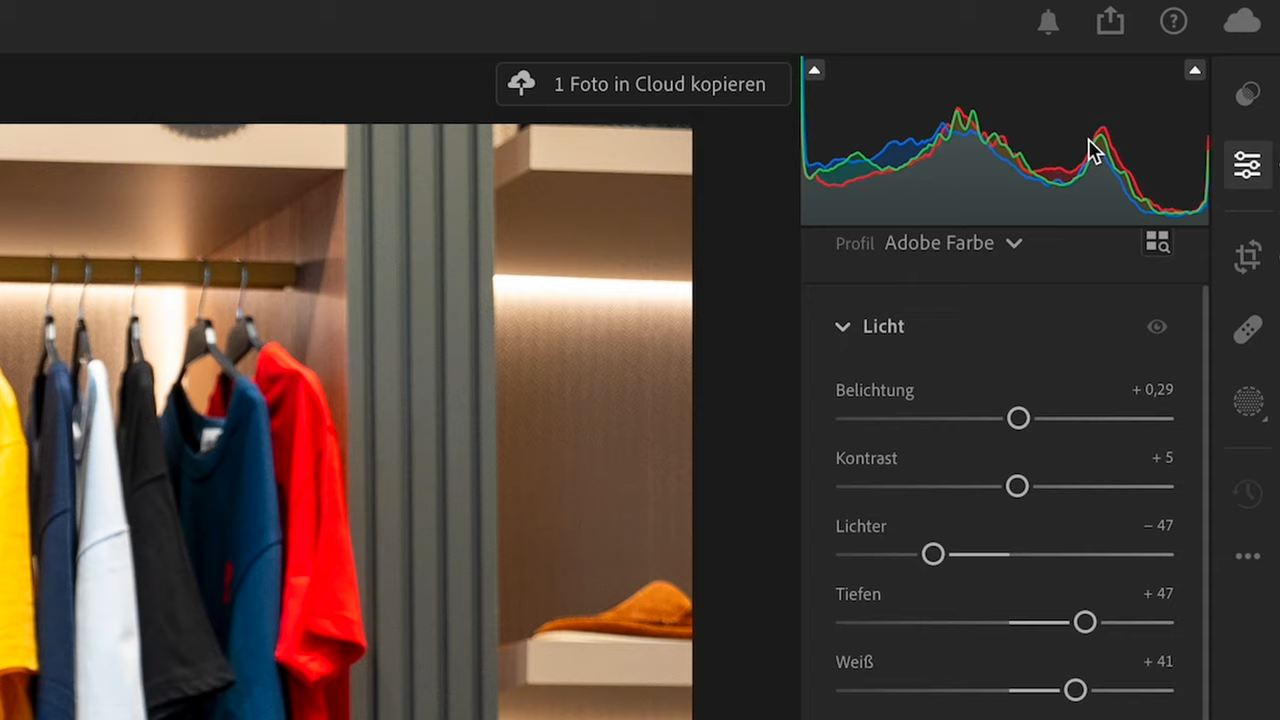 1 Foto in Cloud kopieren
Profil Adobe Farbe
Licht
Belichtung + 0,29
Kontrast + 5
Lichter – 47
Tiefen + 47
Weiß + 41